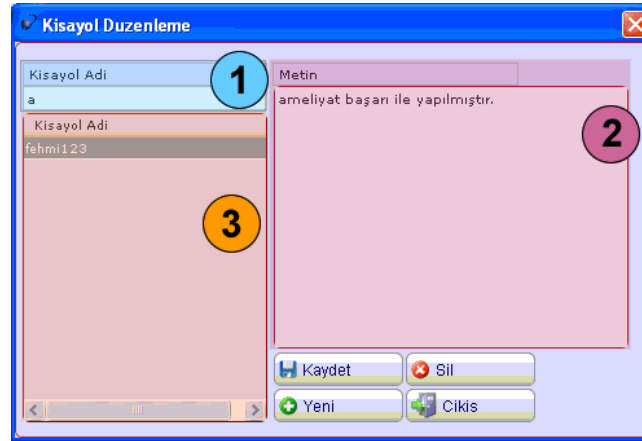 Kisayol Duzenleme
Kisayol Adi
1
a
Metin
ameliyat başarı ile yapılmıştır.
2
Kisayol Adi
fehmi123
3
Kaydet
Sil
Yeni
Cikis